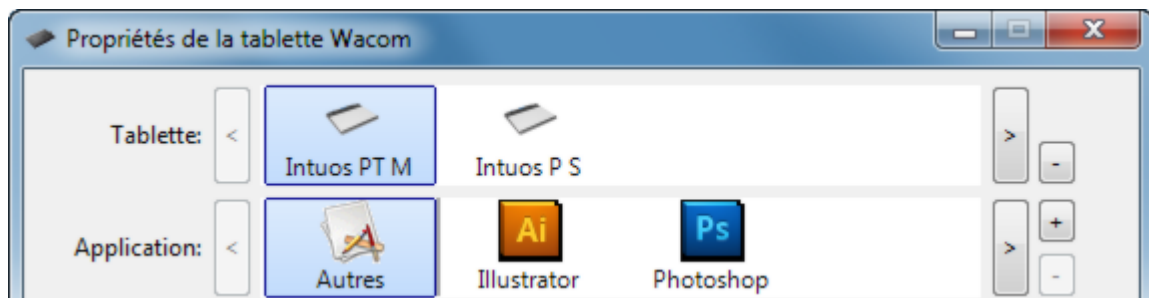 Propriétés de la tablette Wacom
Tablette: < Intuos PT M Intuos P S > -
Application: < Autres Ai Illustrator Ps Photoshop > + -